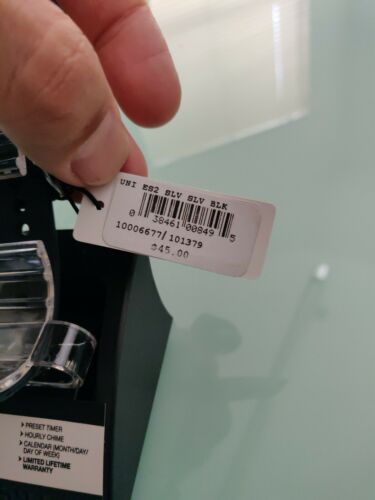 UNI ES2 SLV SLV BLK
0 38461 00849 5
10006677/101379
$45.00
> PRESET TIMER
> HOURLY CHIME
> CALENDAR (MONTH/DAY/
DAY OF WEEK)
> LIMITED LIFETIME
WARRANTY